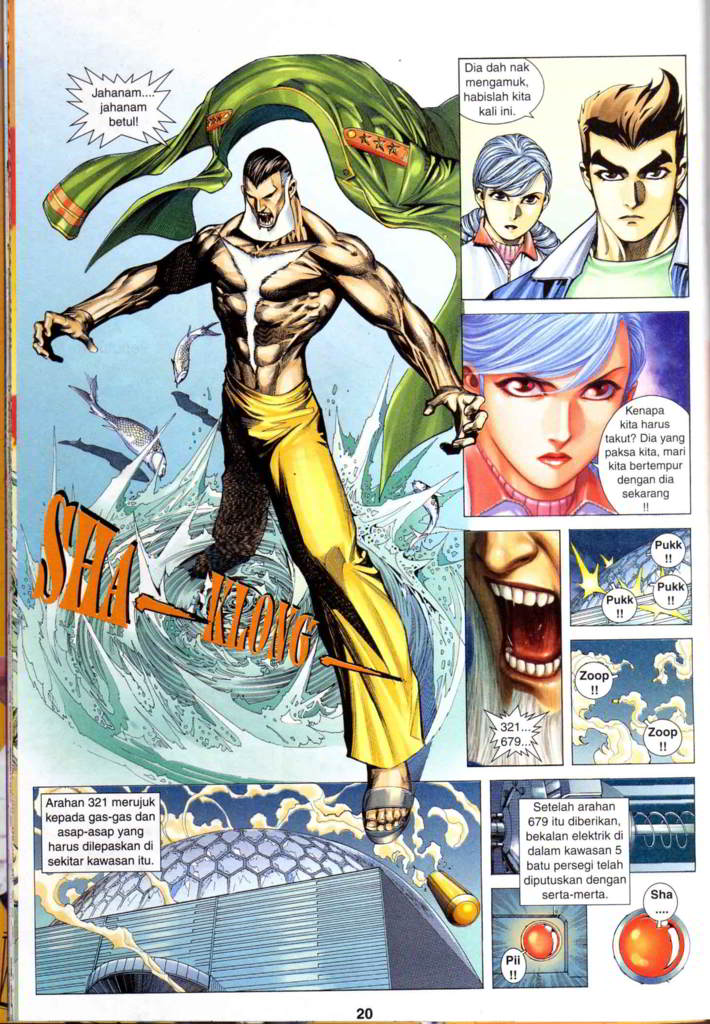 Jahanam....
jahanam
betul!
Dia dah nak
mengamuk,
habislah kita
kali ini.
Kenapa
kita harus
takut? Dia yang
paksa kita, mari
kita bertempur
dengan dia
sekarang
!!
SHA - KLONG -
321...
679...
Pukk
!!
Pukk
!!
Pukk
!!
Zoop
!!
Zoop
!!
Arahan 321 merujuk
kepada gas-gas dan
asap-asap yang
harus dilepaskan di
sekitar kawasan itu.
Setelah arahan
679 itu diberikan,
bekalan elektrik di
dalam kawasan 5
batu persegi telah
diputuskan dengan
serta-merta.
Pii
!!
Sha
....
20